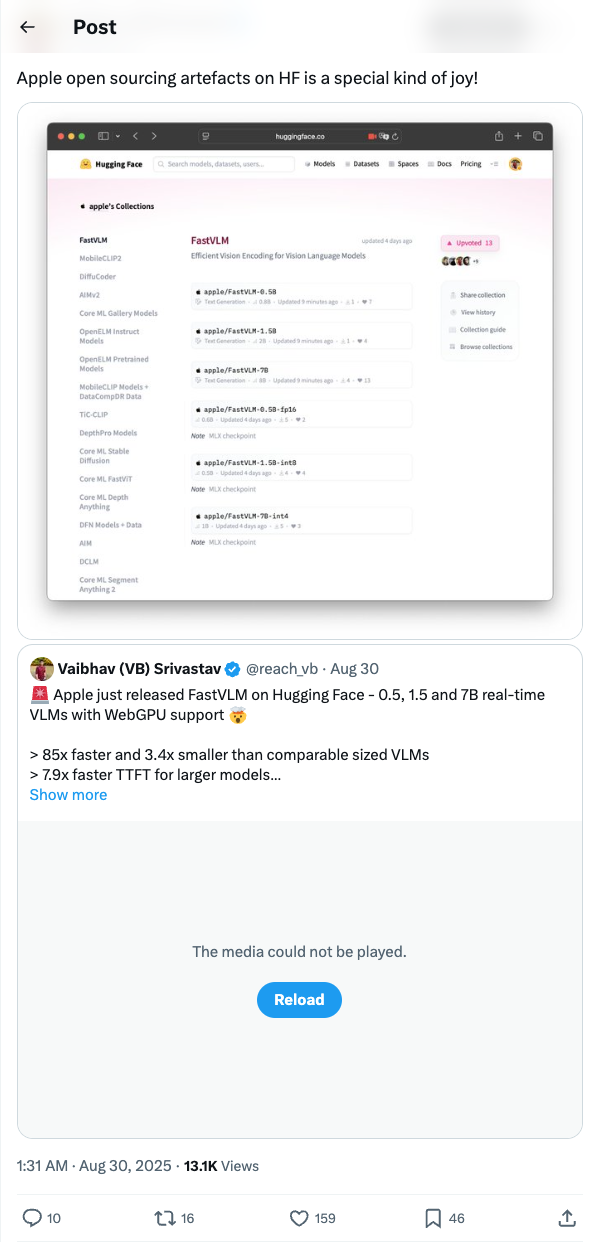 Post
Apple open sourcing artefacts on HF is a special kind of joy!
huggingface.co
Hugging Face
Search models, datasets, users...
Models
Datasets
Spaces
Docs
Pricing
apple's Collections
FastVLM
MobileCLIP2
DiffuCoder
AIMv2
Core ML Gallery Models
OpenELM Instruct
Models
OpenELM Pretrained
Models
MobileCLIP Models +
DataCompDR Data
TiC-CLIP
DepthPro Models
Core ML Stable
Diffusion
Core ML FastViT
Core ML Depth
Anything
DFN Models + Data
AIM
DCLM
Core ML Segment
Anything 2
FastVLM
updated 4 days ago
Efficient Vision Encoding for Vision Language Models
apple/FastVLM-0.5B
Text Generation · 0.8B · Updated 9 minutes ago · 1 · 7
apple/FastVLM-1.5B
Text Generation · 2B · Updated 9 minutes ago · 1 · 4
apple/FastVLM-7B
Text Generation · 8B · Updated 9 minutes ago · 4 · 13
apple/FastVLM-0.5B-fp16
0.6B · Updated 4 days ago · 5 · 2
Note MLX checkpoint
apple/FastVLM-1.5B-int8
0.5B · Updated 4 days ago · 4 · 4
Note MLX checkpoint
apple/FastVLM-7B-int4
1B · Updated 4 days ago · 5 · 3
Note MLX checkpoint
Upvoted 13
+9
Share collection
View history
Collection guide
Browse collections
Vaibhav (VB) Srivastav @reach_vb · Aug 30
🚨 Apple just released FastVLM on Hugging Face - 0.5, 1.5 and 7B real-time
VLMs with WebGPU support 🤯
> 85x faster and 3.4x smaller than comparable sized VLMs
> 7.9x faster TTFT for larger models...
Show more
The media could not be played.
Reload
1:31 AM · Aug 30, 2025 · 13.1K Views
10
16
159
46